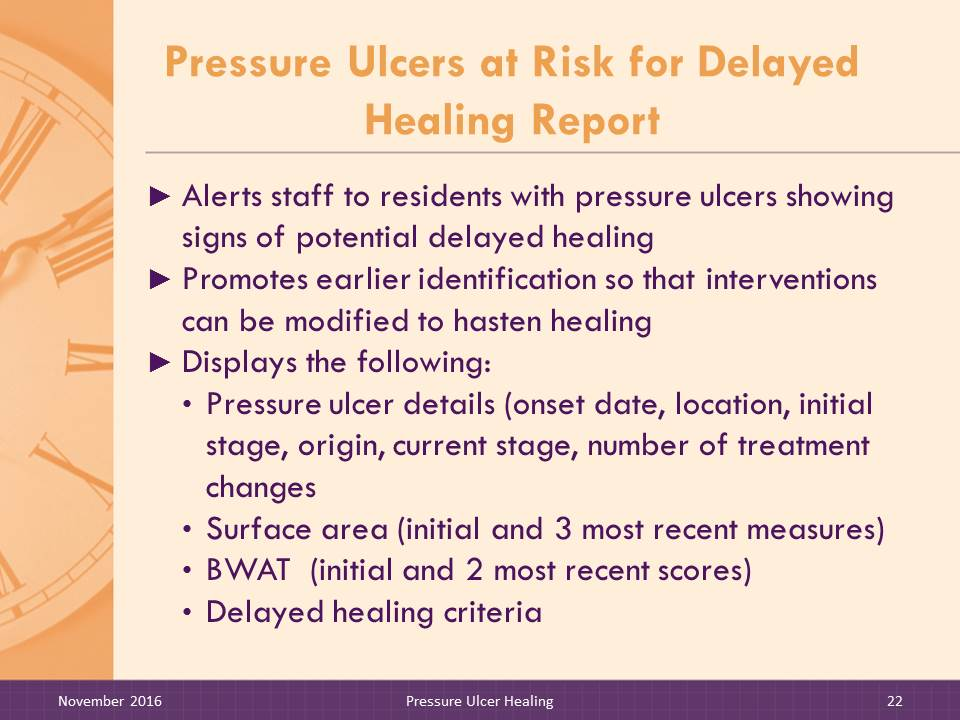 Pressure Ulcers at Risk for Delayed
Healing Report
► Alerts staff to residents with pressure ulcers showing
signs of potential delayed healing
► Promotes earlier identification so that interventions
can be modified to hasten healing
► Displays the following:
• Pressure ulcer details (onset date, location, initial
stage, origin, current stage, number of treatment
changes
• Surface area (initial and 3 most recent measures)
• BWAT  (initial and 2 most recent scores)
• Delayed healing criteria
November 2016
Pressure Ulcer Healing
22